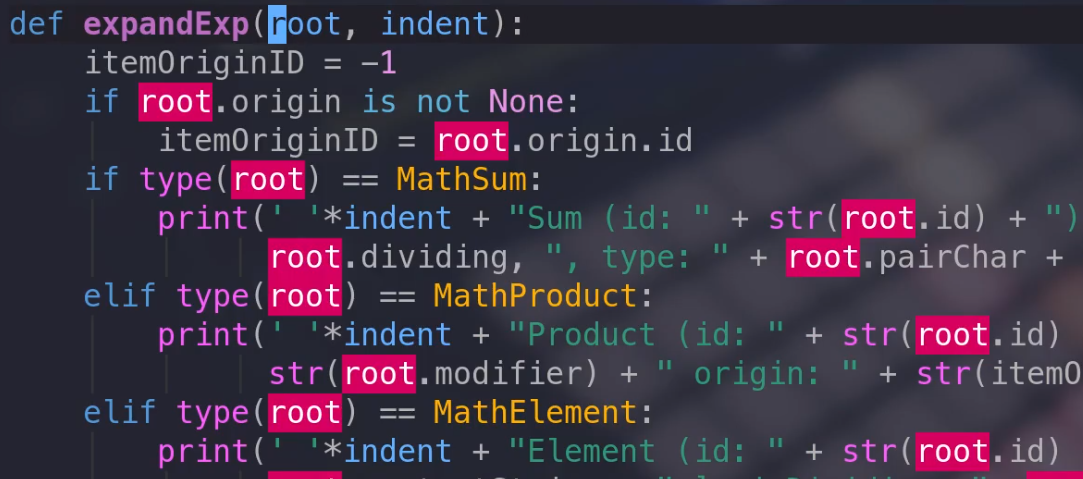 def expandExp(root, indent):
    itemOriginID = -1
    if root.origin is not None:
        itemOriginID = root.origin.id
    if type(root) == MathSum:
        print(' '*indent + "Sum (id: " + str(root.id) + ")
              root.dividing, ", type: " + root.pairChar +
    elif type(root) == MathProduct:
        print(' '*indent + "Product (id: " + str(root.id)
              str(root.modifier) + " origin: " + str(itemO
    elif type(root) == MathElement:
        print(' '*indent + "Element (id: " + str(root.id)